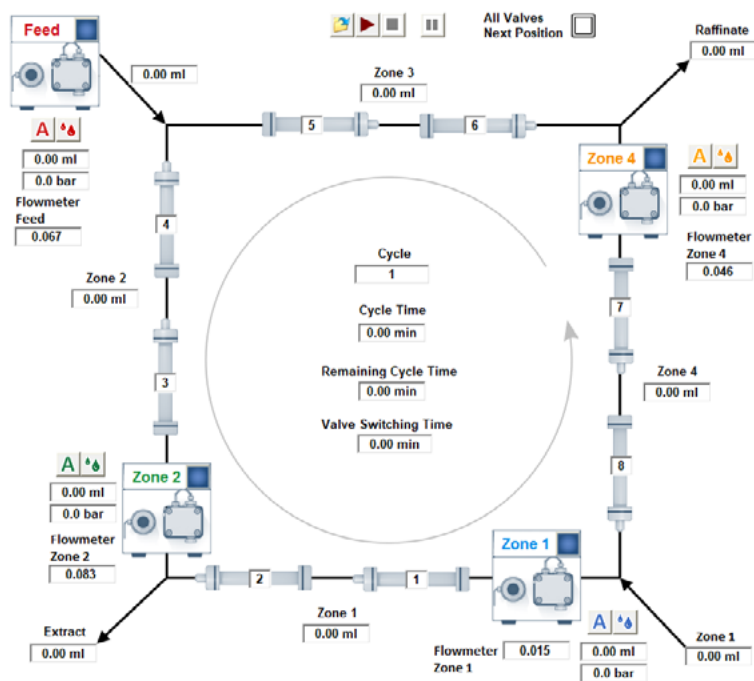 Feed
0.00 ml
A
0.00 ml
0.0 bar
Flowmeter
Feed
0.067
All Valves
Next Position
Raffinate
0.00 ml
Zone 3
0.00 ml
5
6
4
Zone 2
0.00 ml
3
Zone 4
A
0.00 ml
0.0 bar
Flowmeter
Zone 4
0.046
7
Zone 4
0.00 ml
8
Cycle
1
Cycle Time
0.00 min
Remaining Cycle Time
0.00 min
Valve Switching Time
0.00 min
A
0.00 ml
0.0 bar
Flowmeter
Zone 2
0.083
Zone 2
Extract
0.00 ml
2
1
Zone 1
0.00 ml
Zone 1
Flowmeter
Zone 1
0.015
A
0.00 ml
0.0 bar
Zone 1
0.00 ml